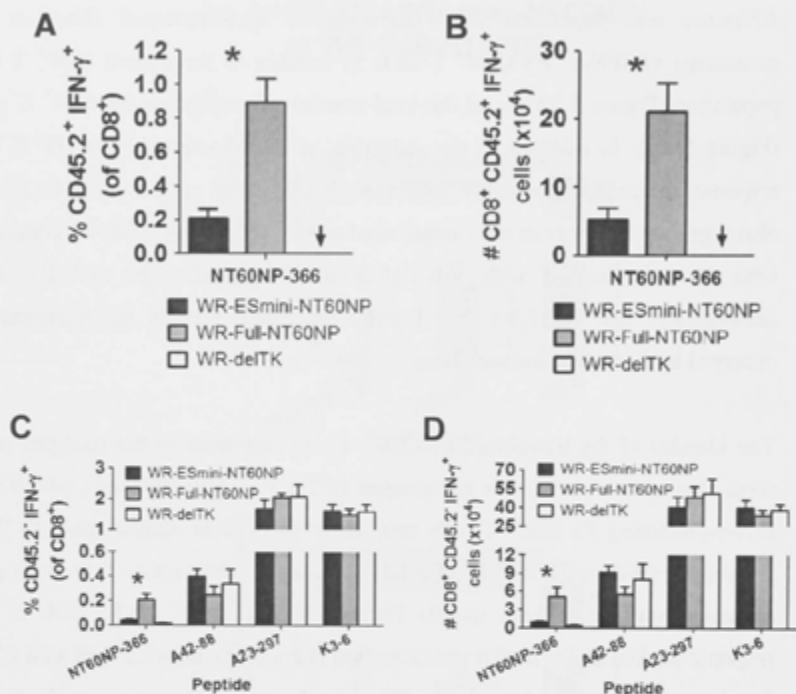 A
% CD45.2+ IFN-γ+
(of CD8+)
1.2
1.0
0.8
0.6
0.4
0.2
0.0
*
NT60NP-366
WR-ESmini-NT60NP
WR-Full-NT60NP
WR-delTK
B
# CD8+ CD45.2+ IFN-γ+
cells (x10⁴)
30
20
10
0
*
NT60NP-366
WR-ESmini-NT60NP
WR-Full-NT60NP
WR-delTK
C
% CD45.2- IFN-γ+
(of CD8+)
3
2
1
0.6
0.4
0.2
0.0
WR-ESmini-NT60NP
WR-Full-NT60NP
WR-delTK
*
NT60NP-366
A42-88
A23-297
K3-6
Peptide
D
# CD8+ CD45.2- IFN-γ+
cells (x10⁴)
70
55
40
25
12
9
6
3
0
WR-ESmini-NT60NP
WR-Full-NT60NP
WR-delTK
*
NT60NP-366
A42-88
A23-297
K3-6
Peptide